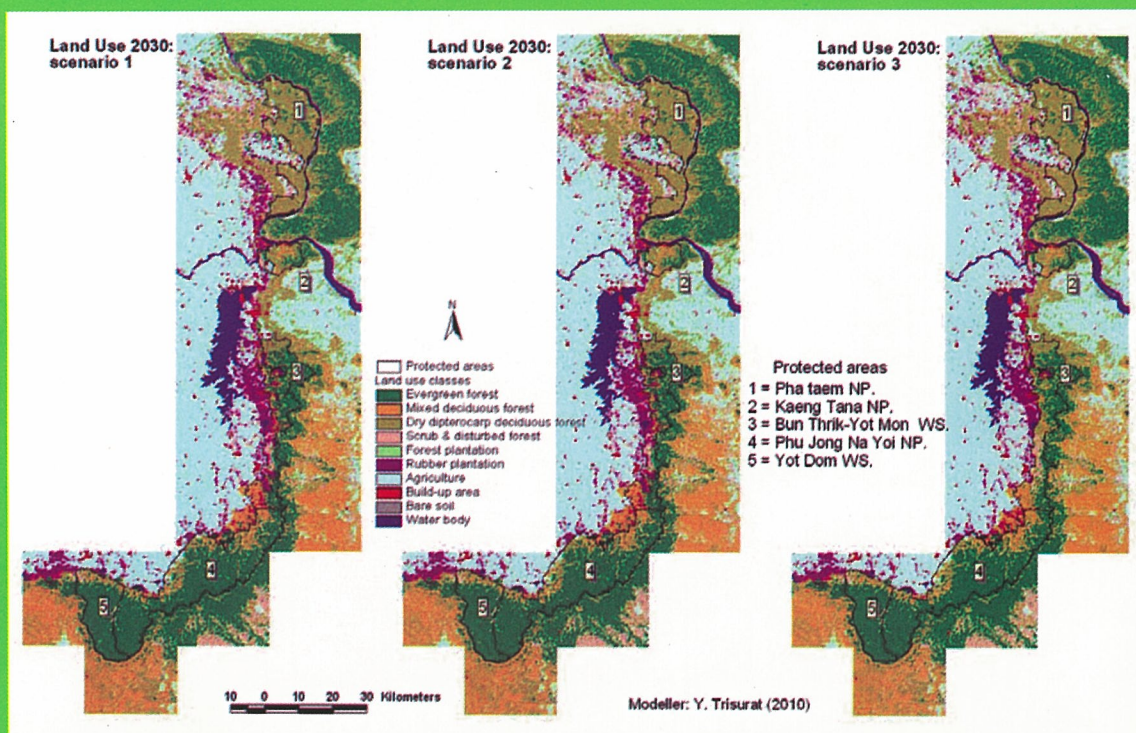 Land Use 2030:
scenario 1
Land Use 2030:
scenario 2
Land Use 2030:
scenario 3
1
2
3
4
5
1
2
3
4
5
1
2
3
4
5
N
Protected areas
Land use classes
Evergreen forest
Mixed deciduous forest
Dry dipterocarp deciduous forest
Scrub & disturbed forest
Forest plantation
Rubber plantation
Agriculture
Build-up area
Bare soil
Water body
Protected areas
1 = Pha taem NP.
2 = Kaeng Tana NP.
3 = Bun Thrik-Yot Mon WS.
4 = Phu Jong Na Yoi NP.
5 = Yot Dom WS.
10 0 10 20 30 Kilometers
Modeller: Y. Trisurat (2010)